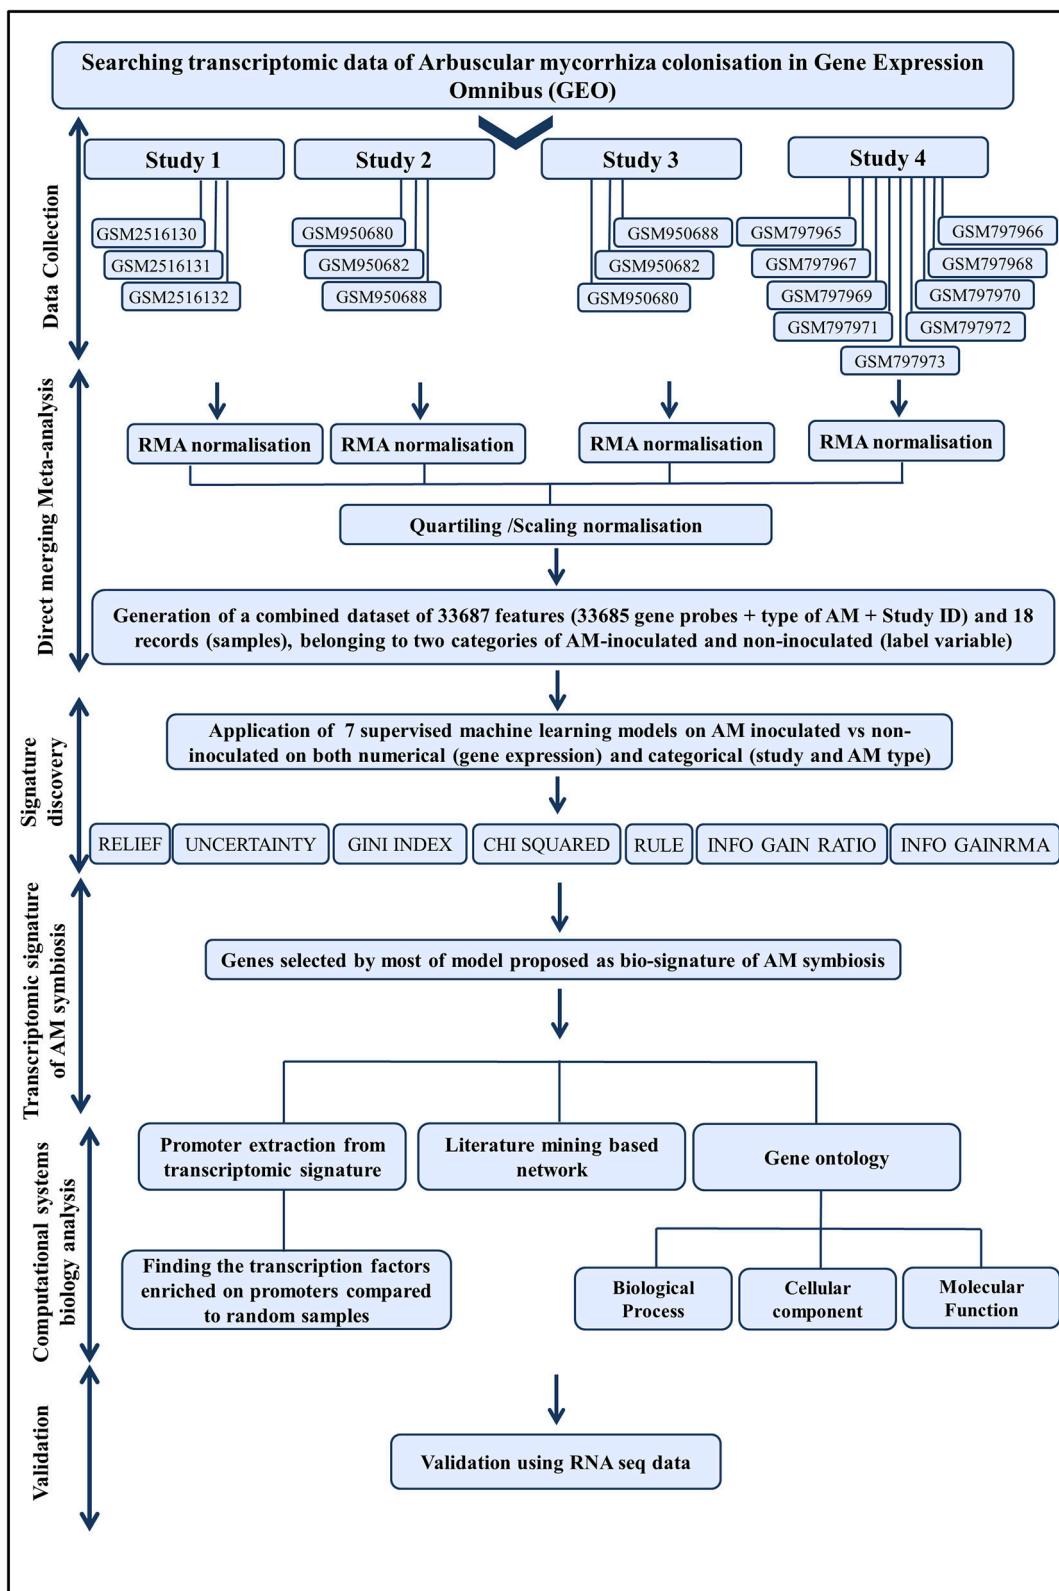 Searching transcriptomic data of Arbuscular mycorrhiza colonisation in Gene Expression
Omnibus (GEO)
Data Collection
Study 1
Study 2
Study 3
Study 4
GSM2516130
GSM2516131
GSM2516132
GSM950680
GSM950682
GSM950688
GSM950688
GSM950682
GSM950680
GSM797965
GSM797967
GSM797969
GSM797971
GSM797966
GSM797968
GSM797970
GSM797972
GSM797973
Direct merging Meta-analysis
RMA normalisation
RMA normalisation
RMA normalisation
RMA normalisation
Quartiling /Scaling normalisation
Generation of a combined dataset of 33687 features (33685 gene probes + type of AM + Study ID) and 18
records (samples), belonging to two categories of AM-inoculated and non-inoculated (label variable)
Signature
discovery
Application of 7 supervised machine learning models on AM inoculated vs non-
inoculated on both numerical (gene expression) and categorical (study and AM type)
RELIEF
UNCERTAINTY
GINI INDEX
CHI SQUARED
RULE
INFO GAIN RATIO
INFO GAINRMA
Transcriptomic signature
of AM symbiosis
Genes selected by most of model proposed as bio-signature of AM symbiosis
Computational systems
biology analysis
Promoter extraction from
transcriptomic signature
Literature mining based
network
Gene ontology
Finding the transcription factors
enriched on promoters compared
to random samples
Biological
Process
Cellular
component
Molecular
Function
Validation
Validation using RNA seq data